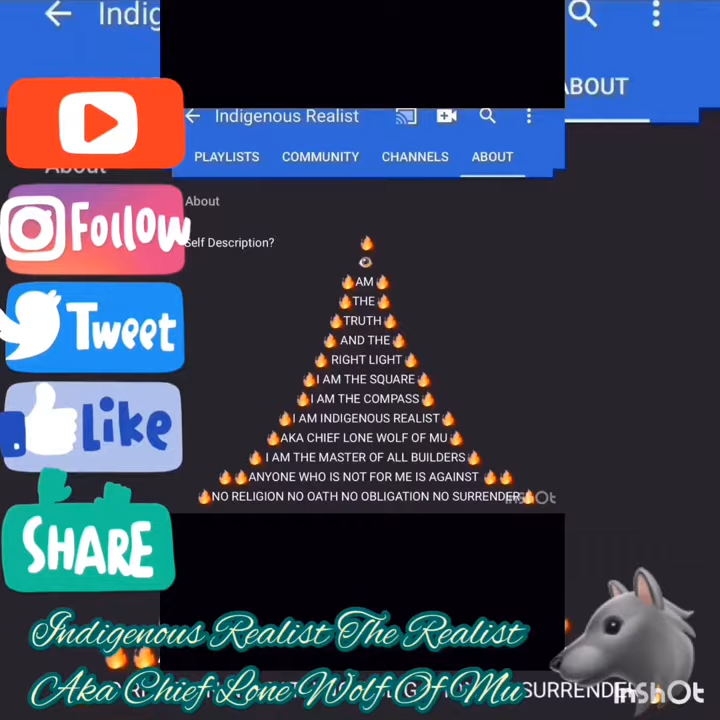 Indig
ABOUT
Indigenous Realist
PLAYLISTS COMMUNITY CHANNELS ABOUT
About
About
Self Description?
🔥
👁
🔥AM🔥
🔥THE🔥
🔥TRUTH🔥
🔥 AND THE🔥
🔥 RIGHT LIGHT🔥
🔥I AM THE SQUARE🔥
🔥I AM THE COMPASS🔥
🔥I AM INDIGENOUS REALIST🔥
🔥AKA CHIEF LONE WOLF OF MU🔥
🔥 I AM THE MASTER OF ALL BUILDERS🔥
🔥 🔥ANYONE WHO IS NOT FOR ME IS AGAINST 🔥 🔥
🔥NO RELIGION NO OATH NO OBLIGATION NO SURRENDER🔥
InShOt
Follow
Tweet
Like
SHARE
Indigenous Realist The Realist
Aka Chief Lone Wolf Of Mu
SURRENDER
InShOt